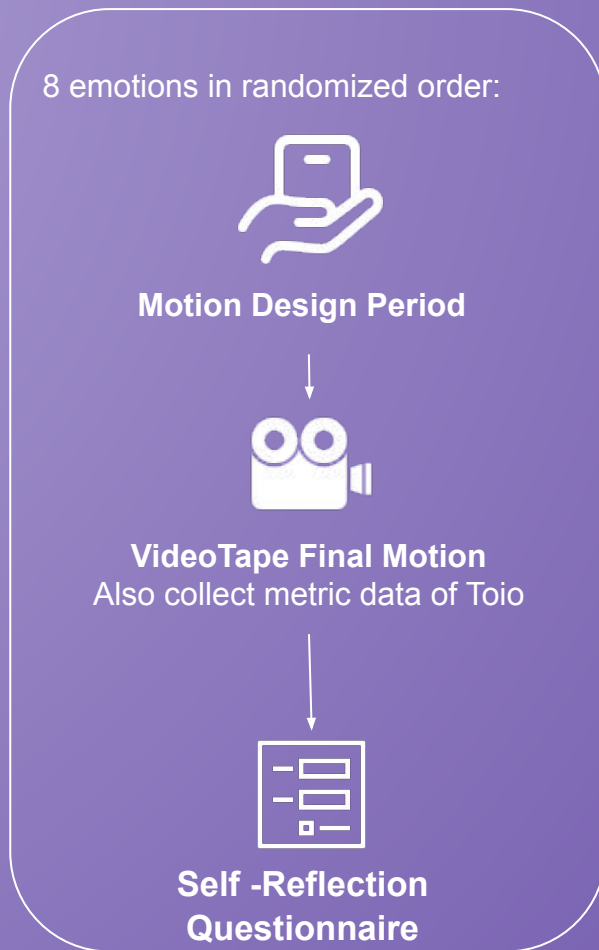 8 emotions in randomized order:
Motion Design Period
VideoTape Final Motion
Also collect metric data of Toio
Self -Reflection
Questionnaire